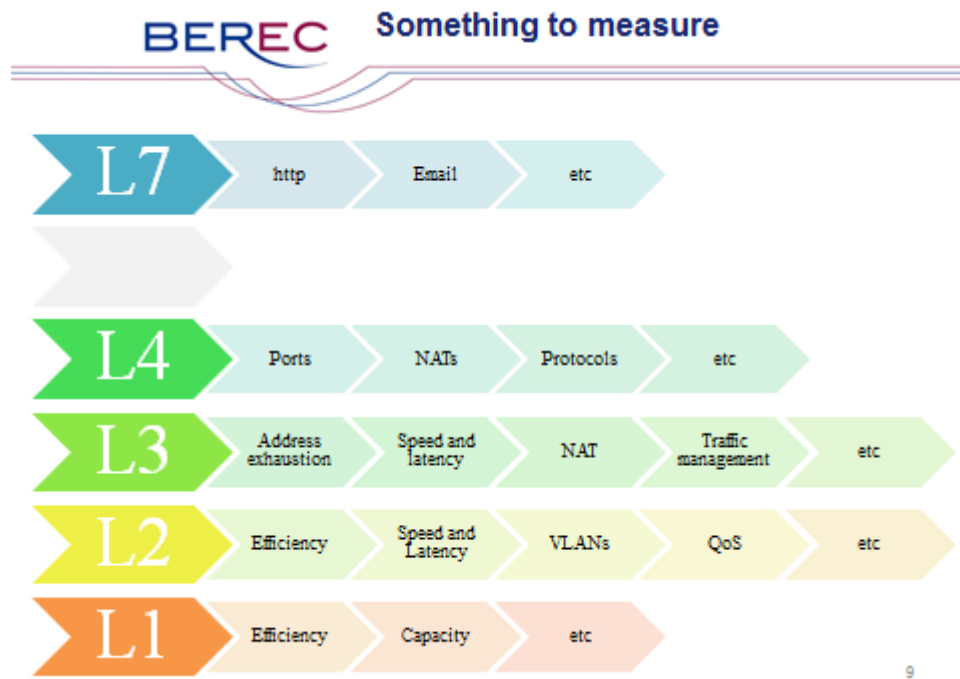 BEREC
Something to measure
L7
http
Email
etc
L4
Ports
NATs
Protocols
etc
L3
Address
exhaustion
Speed and
latency
NAT
Traffic
management
etc
L2
Efficiency
Speed and
Latency
VLANs
QoS
etc
L1
Efficiency
Capacity
etc
9